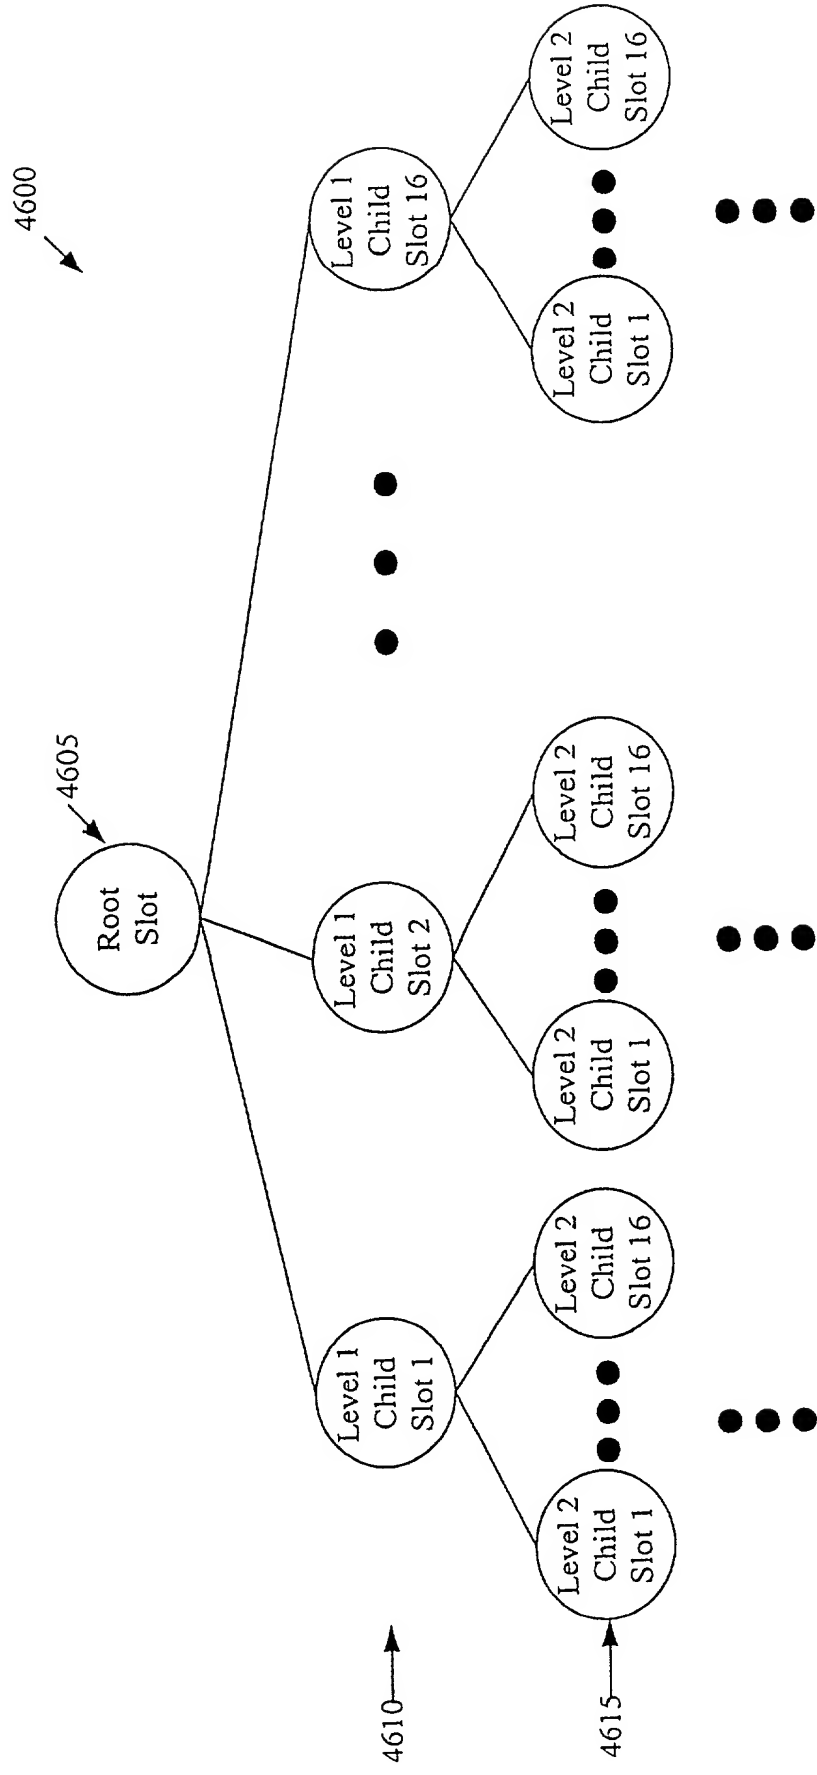 4600
4605
Root
Slot
4610
Level 1
Child
Slot 1
Level 1
Child
Slot 2
Level 1
Child
Slot 16
4615
Level 2
Child
Slot 1
Level 2
Child
Slot 16
Level 2
Child
Slot 1
Level 2
Child
Slot 16
Level 2
Child
Slot 1
Level 2
Child
Slot 16